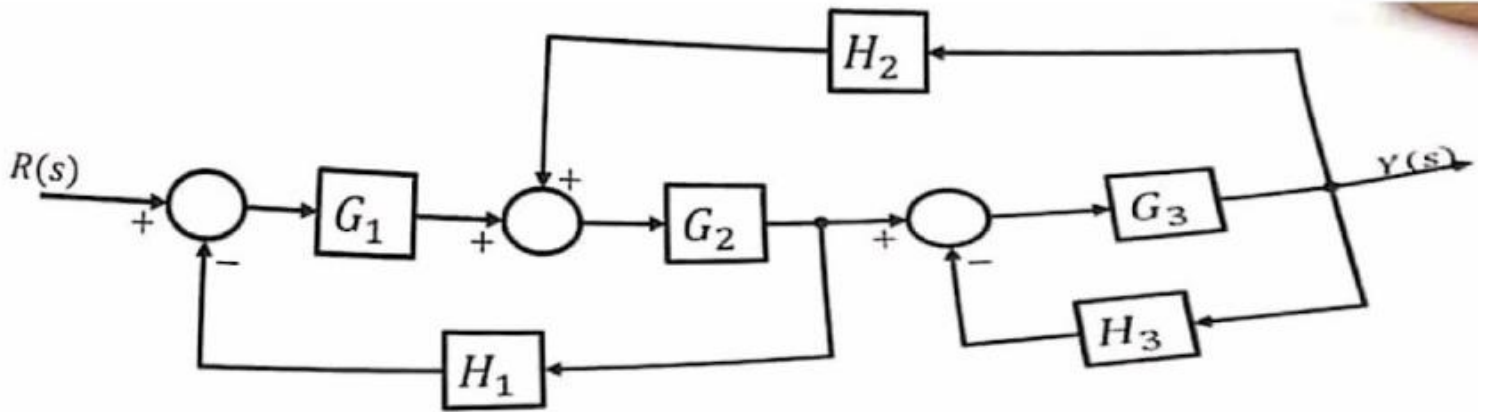 H₂
R(s)
+
G₁
+
+
G₂
+
G₃
Y(s)
−
−
H₁
H₃